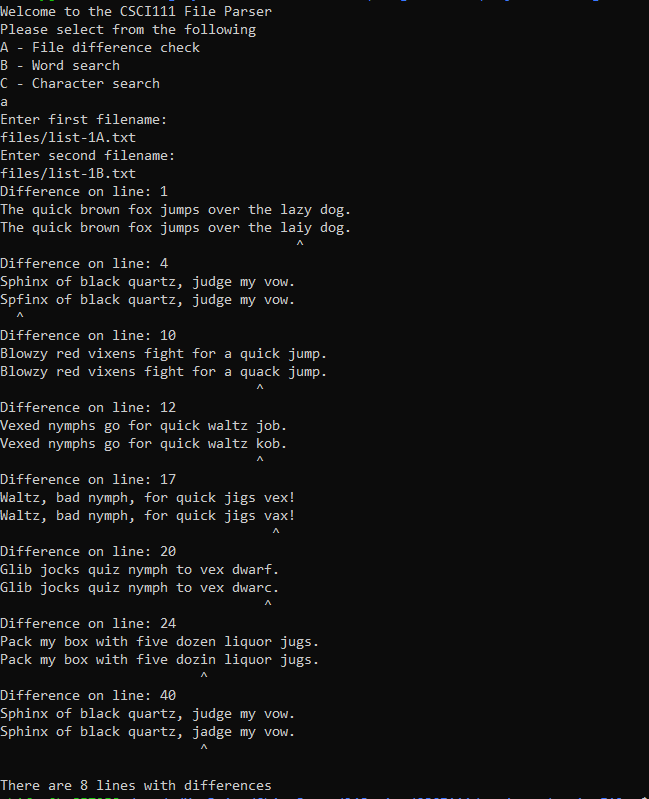 Welcome to the CSCI111 File Parser
Please select from the following
A - File difference check
B - Word search
C - Character search
a
Enter first filename:
files/list-1A.txt
Enter second filename:
files/list-1B.txt
Difference on line: 1
The quick brown fox jumps over the lazy dog.
The quick brown fox jumps over the laiy dog.
^
Difference on line: 4
Sphinx of black quartz, judge my vow.
Spfinx of black quartz, judge my vow.
^
Difference on line: 10
Blowzy red vixens fight for a quick jump.
Blowzy red vixens fight for a quack jump.
^
Difference on line: 12
Vexed nymphs go for quick waltz job.
Vexed nymphs go for quick waltz kob.
^
Difference on line: 17
Waltz, bad nymph, for quick jigs vex!
Waltz, bad nymph, for quick jigs vax!
^
Difference on line: 20
Glib jocks quiz nymph to vex dwarf.
Glib jocks quiz nymph to vex dwarc.
^
Difference on line: 24
Pack my box with five dozen liquor jugs.
Pack my box with five dozin liquor jugs.
^
Difference on line: 40
Sphinx of black quartz, judge my vow.
Sphinx of black quartz, jadge my vow.
^
There are 8 lines with differences